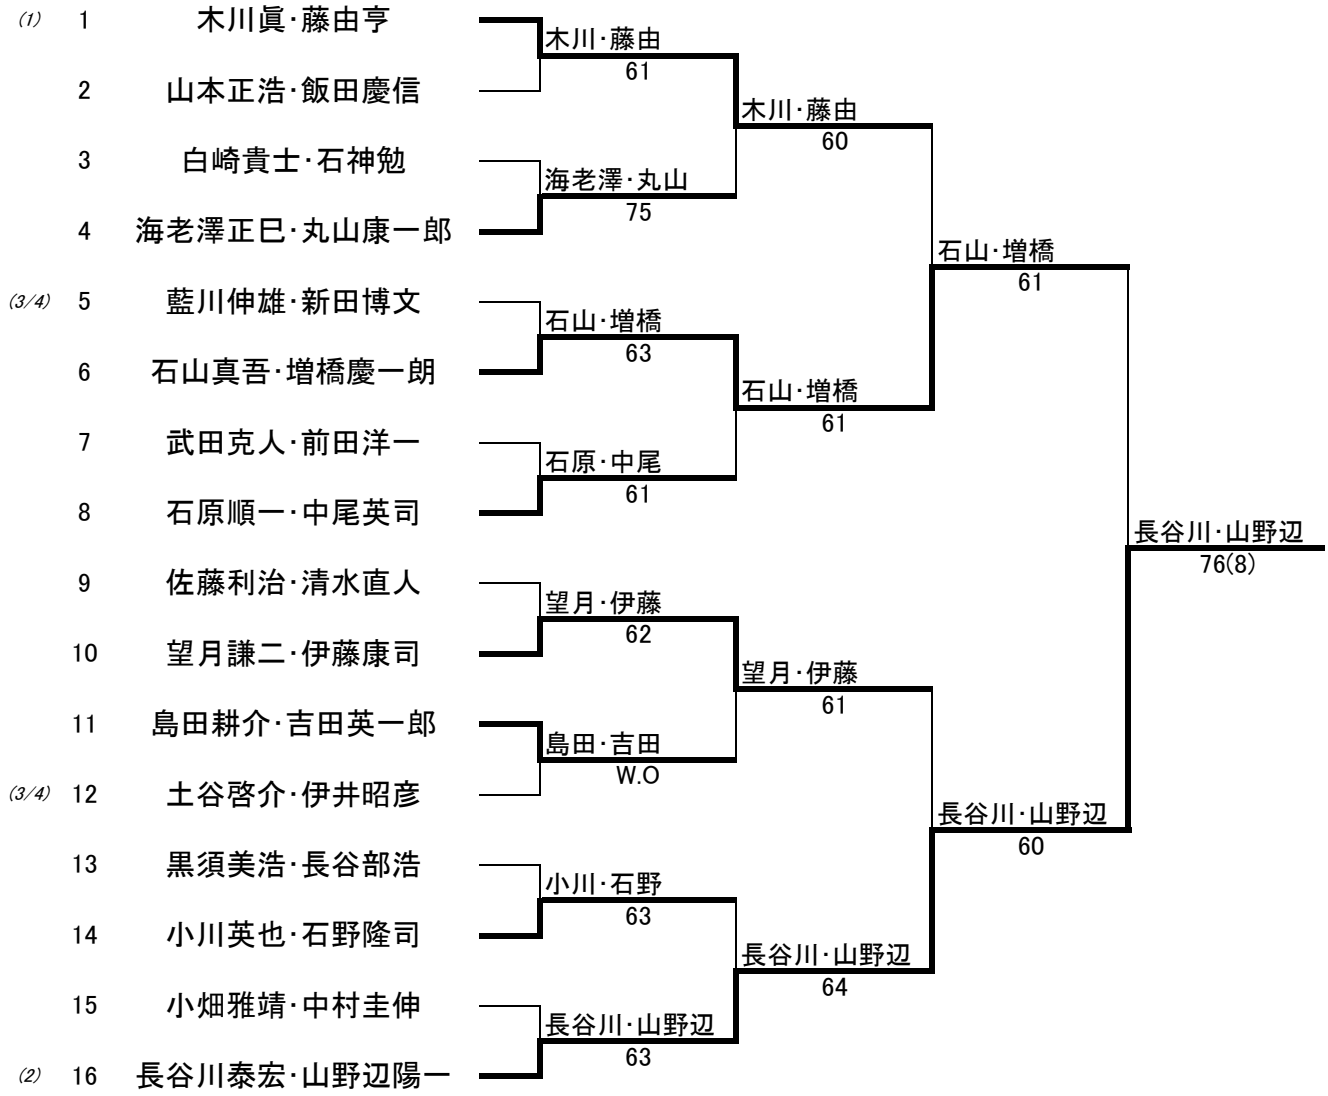 (1) 1 木川眞・藤由亨
木川・藤由
61
2 山本正浩・飯田慶信
木川・藤由
60
3 白崎貴士・石神勉
海老澤・丸山
75
4 海老澤正巳・丸山康一郎
石山・増橋
61
(3/4) 5 藍川伸雄・新田博文
石山・増橋
63
6 石山真吾・増橋慶一朗
石山・増橋
61
7 武田克人・前田洋一
石原・中尾
61
8 石原順一・中尾英司
長谷川・山野辺
76(8)
9 佐藤利治・清水直人
望月・伊藤
62
10 望月謙二・伊藤康司
望月・伊藤
61
11 島田耕介・吉田英一郎
島田・吉田
W.O
(3/4) 12 土谷啓介・伊井昭彦
長谷川・山野辺
60
13 黒須美浩・長谷部浩
小川・石野
63
14 小川英也・石野隆司
長谷川・山野辺
64
15 小畑雅靖・中村圭伸
長谷川・山野辺
63
(2) 16 長谷川泰宏・山野辺陽一